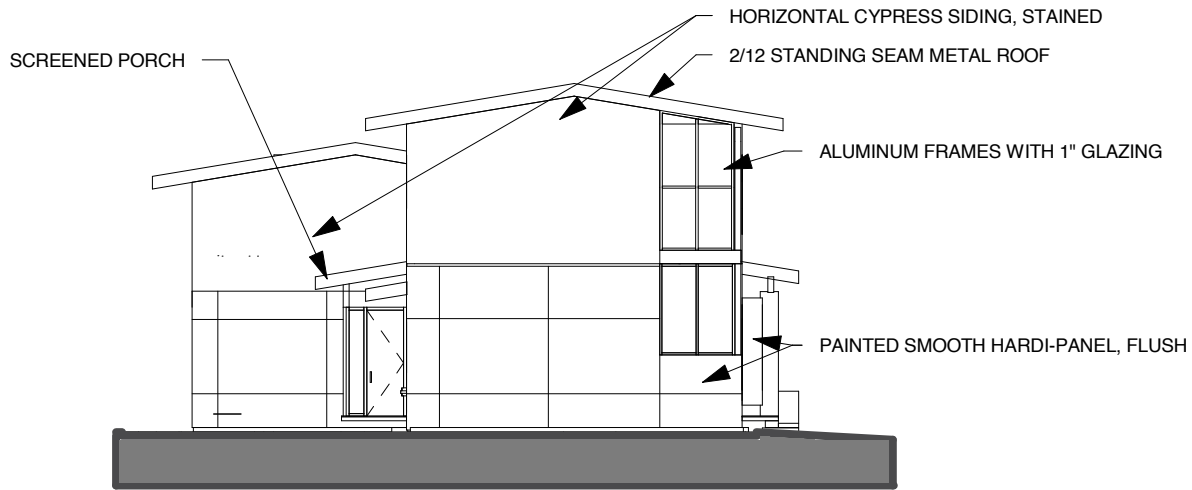 HORIZONTAL CYPRESS SIDING, STAINED
SCREENED PORCH
2/12 STANDING SEAM METAL ROOF
ALUMINUM FRAMES WITH 1" GLAZING
PAINTED SMOOTH HARDI-PANEL, FLUSH